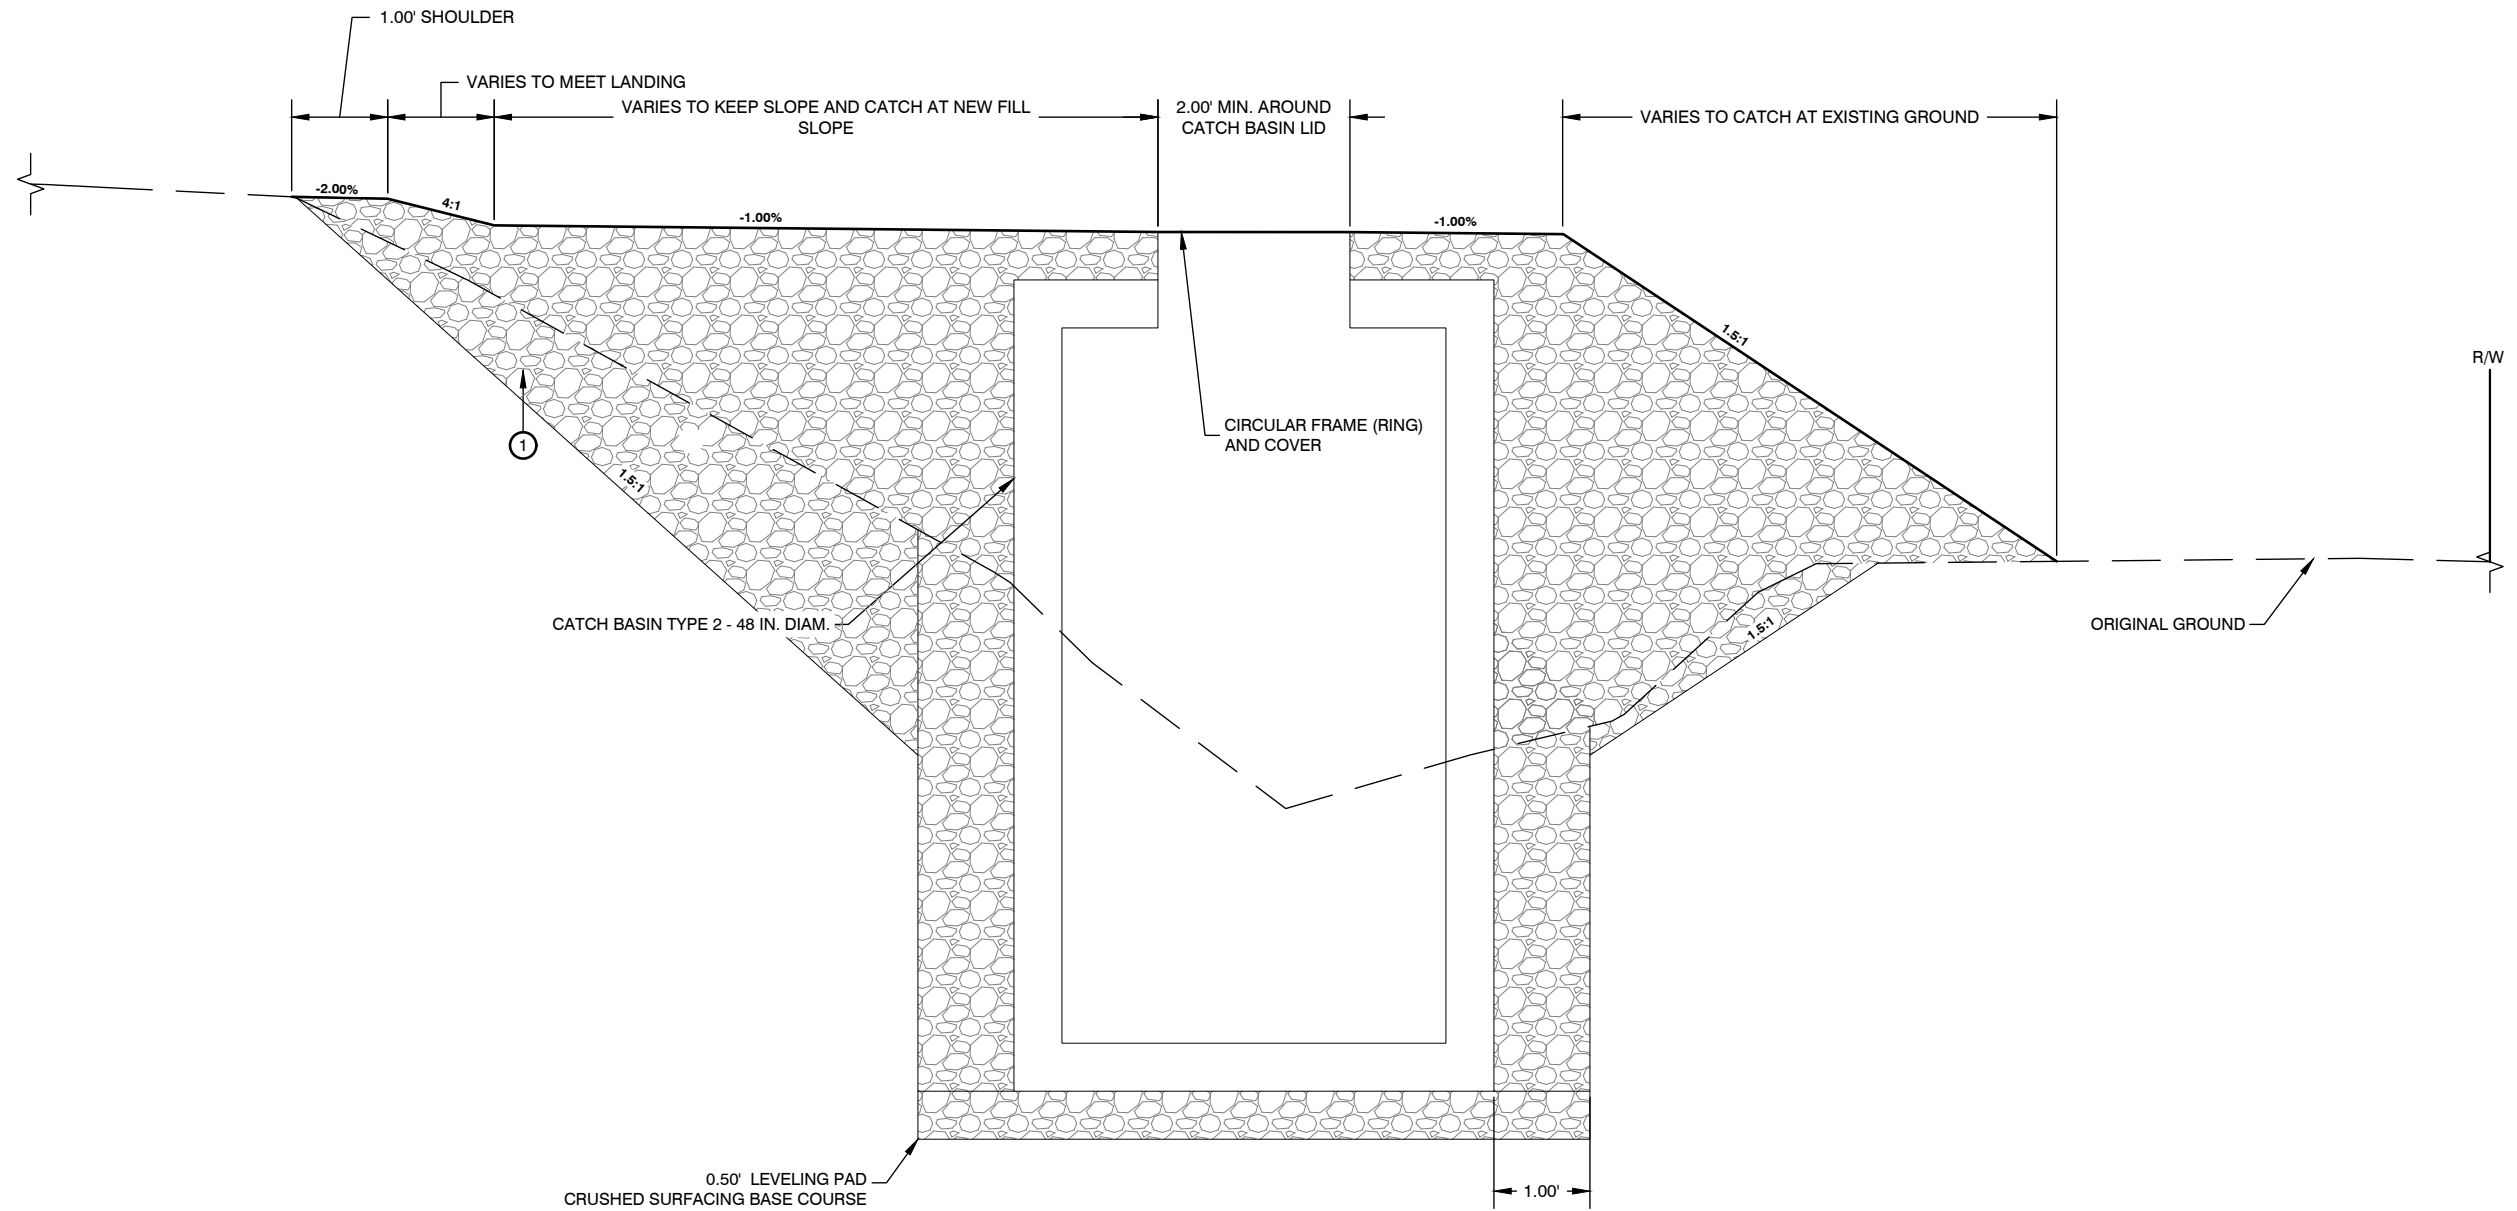 1.00' SHOULDER
VARIES TO MEET LANDING
VARIES TO KEEP SLOPE AND CATCH AT NEW FILL
SLOPE
2.00' MIN. AROUND
CATCH BASIN LID
VARIES TO CATCH AT EXISTING GROUND
-2.00%
4:1
-1.00%
-1.00%
1.5:1
R/W
CIRCULAR FRAME (RING)
AND COVER
1
1.5:1
CATCH BASIN TYPE 2 - 48 IN. DIAM.
1.5:1
ORIGINAL GROUND
0.50' LEVELING PAD
CRUSHED SURFACING BASE COURSE
1.00'